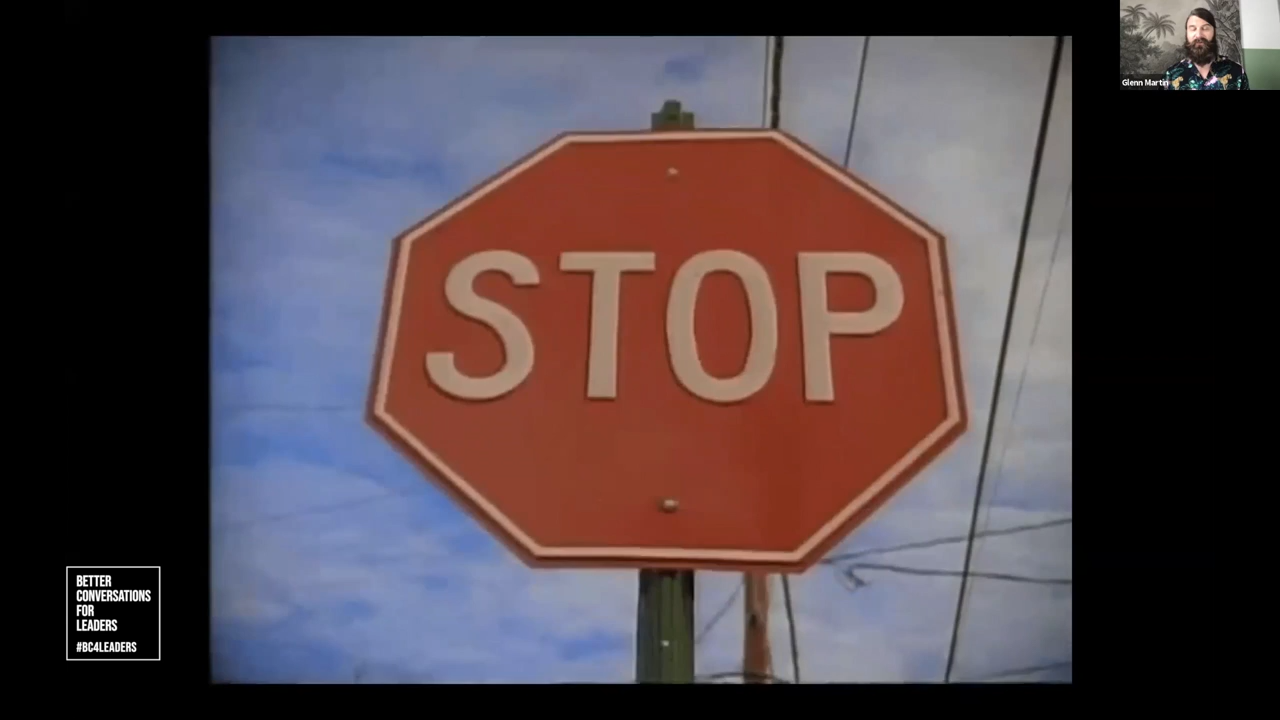 Glenn Martin
STOP
BETTER
CONVERSATIONS
FOR
LEADERS
#BC4LEADERS